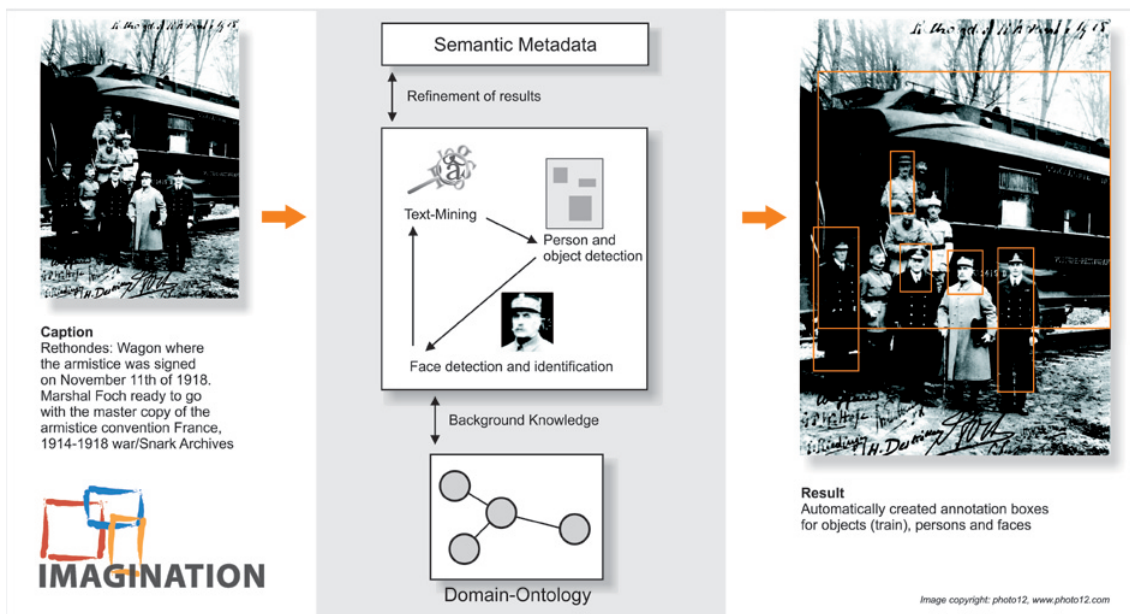 Caption
Rethondes: Wagon where
the armistice was signed
on November 11th of 1918.
Marshal Foch ready to go
with the master copy of the
armistice convention France,
1914-1918 war/Snark Archives
IMAGINATION
Semantic Metadata
Refinement of results
Text-Mining
Person and
object detection
Face detection and identification
Background Knowledge
Domain-Ontology
Result
Automatically created annotation boxes
for objects (train), persons and faces
Image copyright: photo12, www.photo12.com